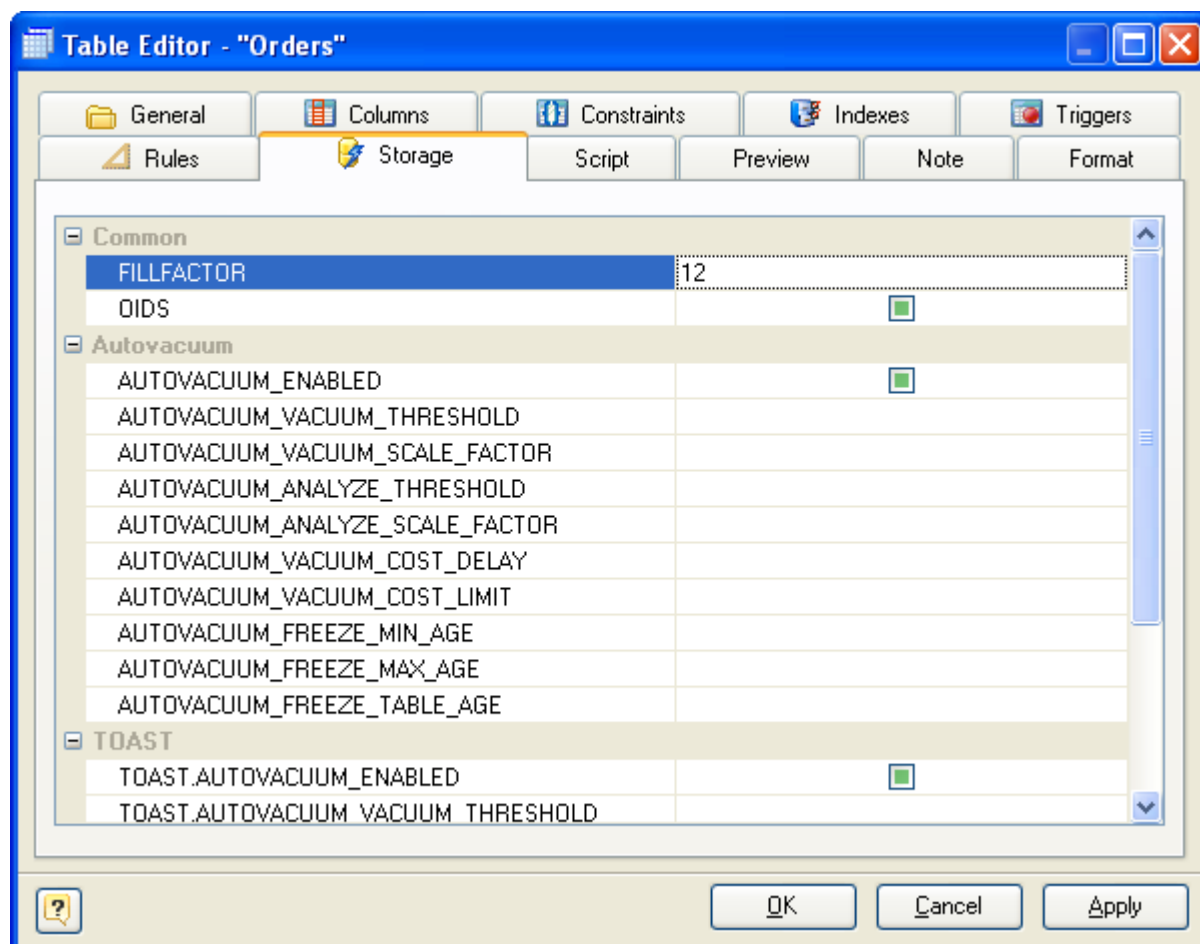 Table Editor - "Orders"
General Columns Constraints Indexes Triggers
Rules Storage Script Preview Note Format
Common
FILLFACTOR 12
OIDS
Autovacuum
AUTOVACUUM_ENABLED
AUTOVACUUM_VACUUM_THRESHOLD
AUTOVACUUM_VACUUM_SCALE_FACTOR
AUTOVACUUM_ANALYZE_THRESHOLD
AUTOVACUUM_ANALYZE_SCALE_FACTOR
AUTOVACUUM_VACUUM_COST_DELAY
AUTOVACUUM_VACUUM_COST_LIMIT
AUTOVACUUM_FREEZE_MIN_AGE
AUTOVACUUM_FREEZE_MAX_AGE
AUTOVACUUM_FREEZE_TABLE_AGE
TOAST
TOAST.AUTOVACUUM_ENABLED
TOAST.AUTOVACUUM_VACUUM_THRESHOLD
? OK Cancel Apply